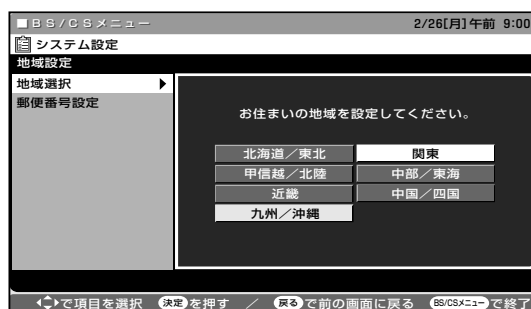 ■BS/CSメニュー 2/26[月]午前 9:00
システム設定
地域設定
地域選択 ▶
郵便番号設定
お住まいの地域を設定してください。
北海道／東北 関東
甲信越／北陸 中部／東海
近畿 中国／四国
九州／沖縄
で項目を選択 決定を押す ／ 戻るで前の画面に戻る BS/CSメニューで終了